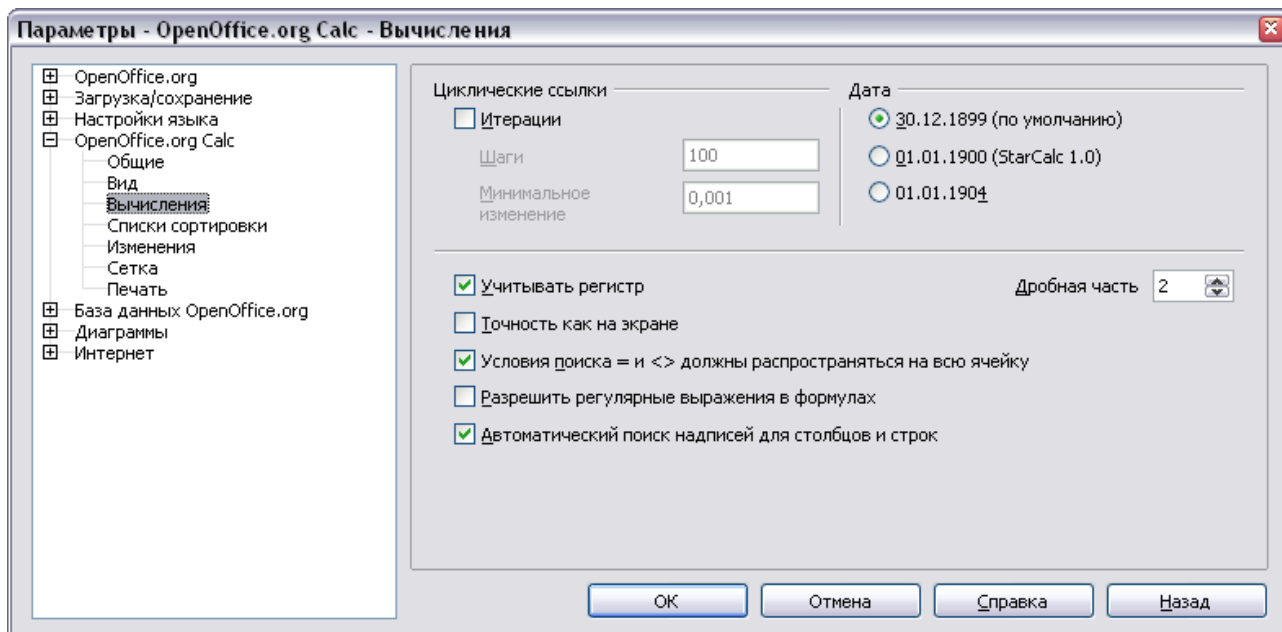 Параметры - OpenOffice.org Calc - Вычисления
OpenOffice.org
Загрузка/сохранение
Настройки языка
OpenOffice.org Calc
Общие
Вид
Вычисления
Списки сортировки
Изменения
Сетка
Печать
База данных OpenOffice.org
Диаграммы
Интернет
Циклические ссылки
Итерации
Шаги 100
Минимальное изменение 0,001
Дата
30.12.1899 (по умолчанию)
01.01.1900 (StarCalc 1.0)
01.01.1904
Учитывать регистр
Дробная часть 2
Точность как на экране
Условия поиска = и <> должны распространяться на всю ячейку
Разрешить регулярные выражения в формулах
Автоматический поиск надписей для столбцов и строк
ОК Отмена Справка Назад